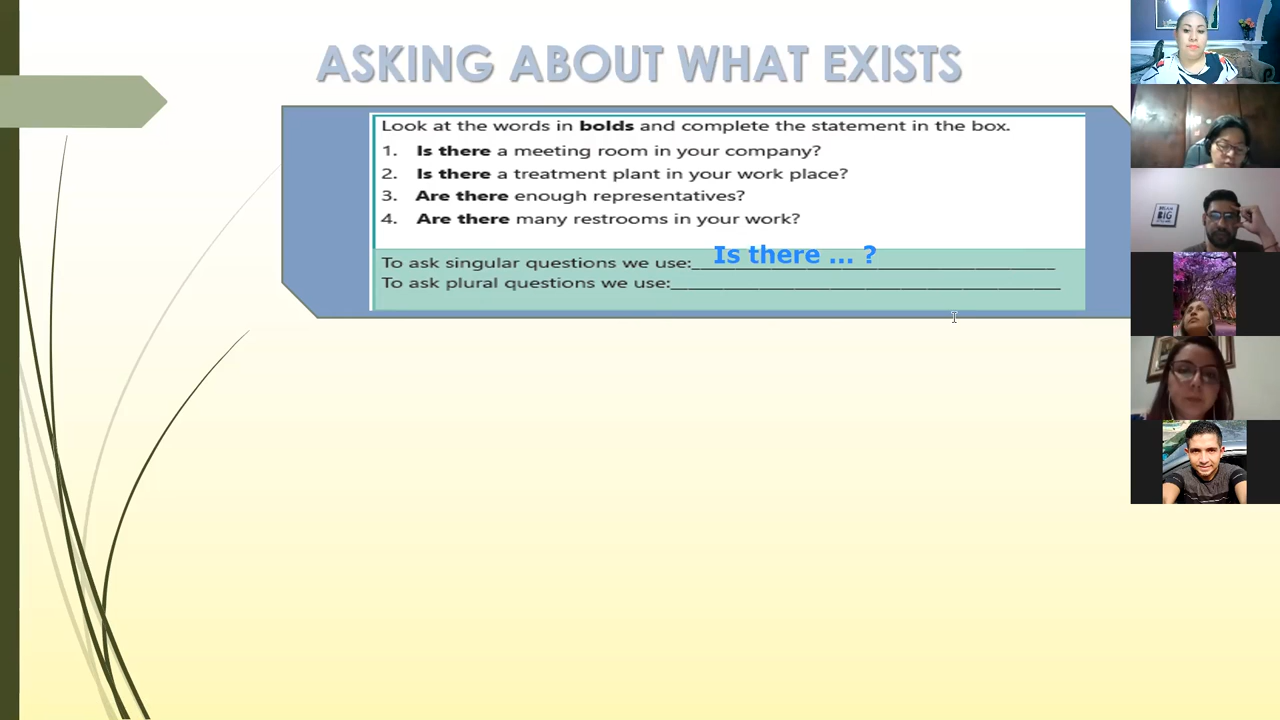 ASKING ABOUT WHAT EXISTS
Look at the words in bolds and complete the statement in the box.
1. Is there a meeting room in your company?
2. Is there a treatment plant in your work place?
3. Are there enough representatives?
4. Are there many restrooms in your work?
Is there ... ?
To ask singular questions we use:
To ask plural questions we use: